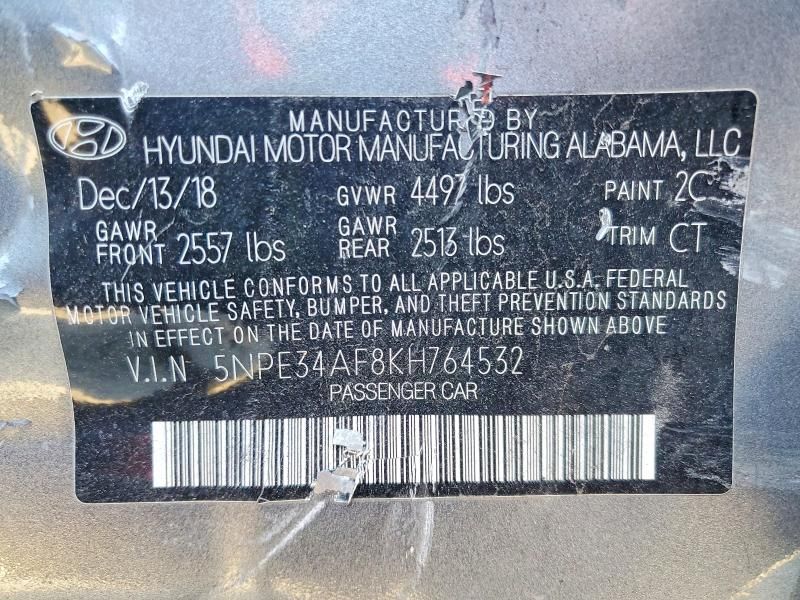 MANUFACTURED BY
HYUNDAI MOTOR MANUFACTURING ALABAMA, LLC
Dec/13/18 GVWR 4497 lbs PAINT 2C
GAWR FRONT 2557 lbs GAWR REAR 2513 lbs TRIM CT
THIS VEHICLE CONFORMS TO ALL APPLICABLE U.S.A. FEDERAL
MOTOR VEHICLE SAFETY, BUMPER, AND THEFT PREVENTION STANDARDS
IN EFFECT ON THE DATE OF MANUFACTURE SHOWN ABOVE
V.I.N 5NPE34AF8KH764532
PASSENGER CAR